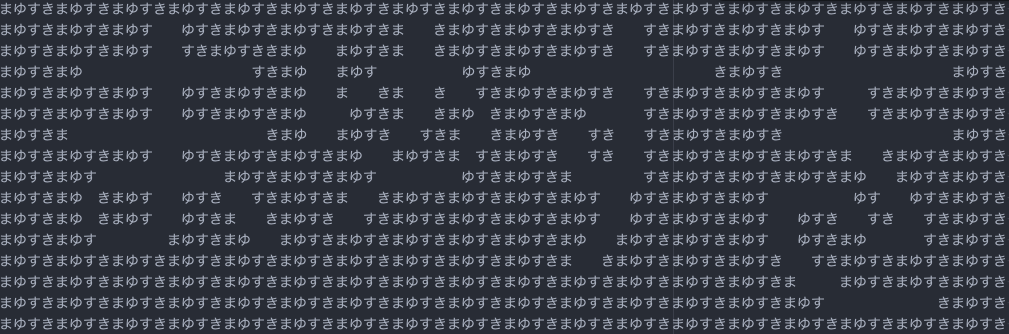 まゆすきまゆすきまゆすきまゆすきまゆすきまゆすきまゆすきまゆすきまゆすきまゆすきまゆすきまゆすきまゆすきまゆすきまゆすきまゆすきまゆすきまゆすき
まゆすきまゆすきまゆす　　ゆすきまゆすきまゆすきまゆすきま　　きまゆすきまゆすきまゆすき　　すきまゆすきまゆすきまゆす　　ゆすきまゆすきまゆすき
まゆすきまゆすきまゆす　　すきまゆすきすきまゆ　　まゆすきま　　きまゆすきまゆすきまゆすき　　すきまゆすきまゆすきまゆす　　ゆすきまゆすきまゆすき
まゆすきまゆ　　　　　　　　　　　　すきまゆ　　まゆす　　　　　　ゆすきまゆ　　　　　　　　　　　　　きまゆすき　　　　　　　　　　　　まゆすき
まゆすきまゆすきまゆす　　ゆすきまゆすきすきまゆ　　ま　　きま　　き　　すきまゆすきまゆすき　　すきまゆすきまゆすきまゆす　　　すきまゆすきまゆすき
まゆすきまゆすきまゆす　　ゆすきまゆすきまゆすき　　　ゆすきま　　きまゆ　きまゆすきまゆ　　　　すきまゆすきまゆすきまゆすき　　すきまゆすきまゆすき
まゆすきま　　　　　　　　　　　　　　きまゆ　　まゆすき　　すきま　　きまゆすき　　すき　　すきまゆすきまゆすき　　　　　　　　　　　　まゆすき
まゆすきまゆすきまゆす　　ゆすきまゆすきまゆすきまゆ　　まゆすきま　すきまゆすき　　すき　　すきまゆすきまゆすきまゆすきま　　きまゆすきまゆすき
まゆすきまゆす　　　　　　　　　まゆすきまゆすきまゆす　　　　　　ゆすきまゆすきま　　　　　すきまゆすきまゆすきまゆすきまゆ　　まゆすきまゆすき
まゆすきまゆ　きまゆす　　ゆすき　　すきまゆすきま　　きまゆすきまゆすきまゆすきまゆす　　ゆすきまゆすきまゆす　　　　　　ゆす　　ゆすきまゆすき
まゆすきまゆ　きまゆす　　ゆすきま　　きまゆすき　　すきまゆすきまゆすきまゆすきまゆす　　ゆすきまゆすきまゆす　　ゆすき　　すき　　すきまゆすき
まゆすきまゆす　　　　　まゆすきまゆ　　まゆすきまゆすきまゆすきまゆすきまゆすきまゆ　　まゆすきまゆすきまゆす　　ゆすきまゆ　　　　すきまゆすき
まゆすきまゆすきまゆすきまゆすきまゆすきまゆすきまゆすきまゆすきまゆすきまゆすきま　　きまゆすきまゆすきまゆすき　　すきまゆすきまゆすきまゆすき
まゆすきまゆすきまゆすきまゆすきまゆすきまゆすきまゆすきまゆすきまゆすきまゆすきまゆすきまゆすきまゆすきまゆすきま　　　まゆすきまゆすきまゆすき
まゆすきまゆすきまゆすきまゆすきまゆすきまゆすきまゆすきまゆすきまゆすきまゆすきまゆすきまゆすきまゆすきまゆすきまゆす　　　　　　　　きまゆすき
まゆすきまゆすきまゆすきまゆすきまゆすきまゆすきまゆすきまゆすきまゆすきまゆすきまゆすきまゆすきまゆすきまゆすきまゆすきまゆすきまゆすきまゆすき